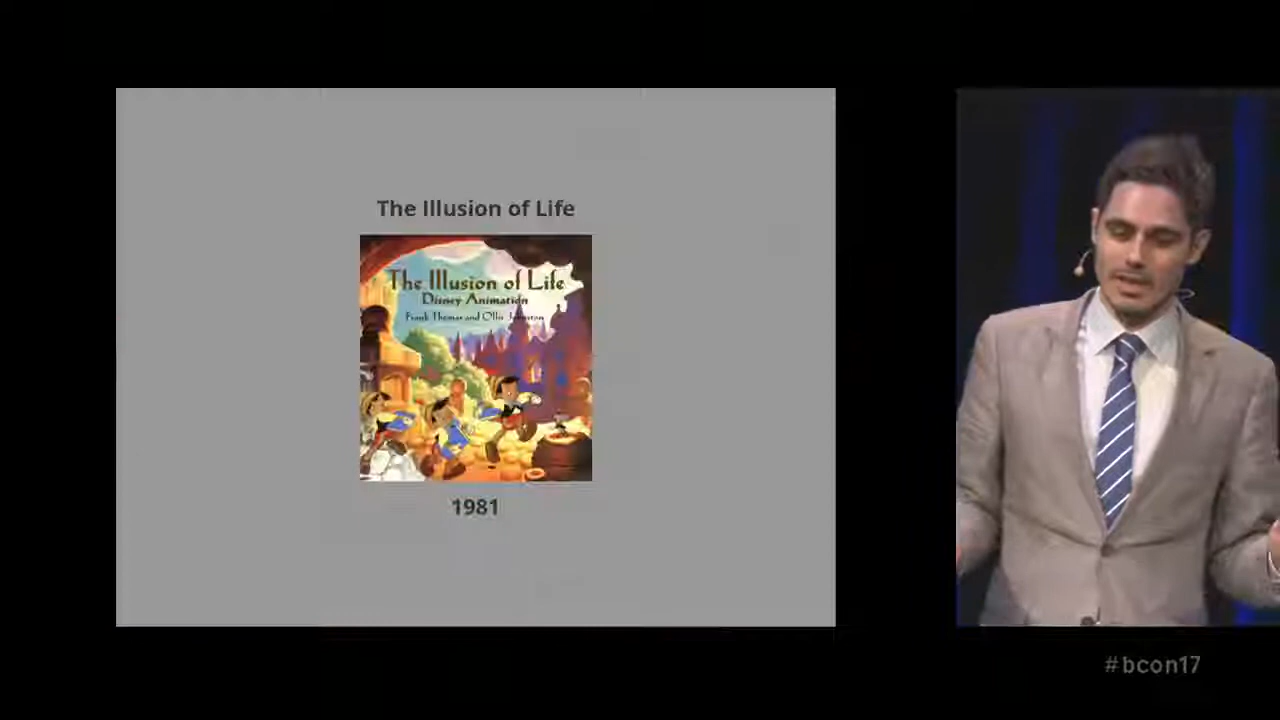 The Illusion of Life
The Illusion of Life
Disney Animation
Frank Thomas and Ollie Johnston
1981
#bcon17